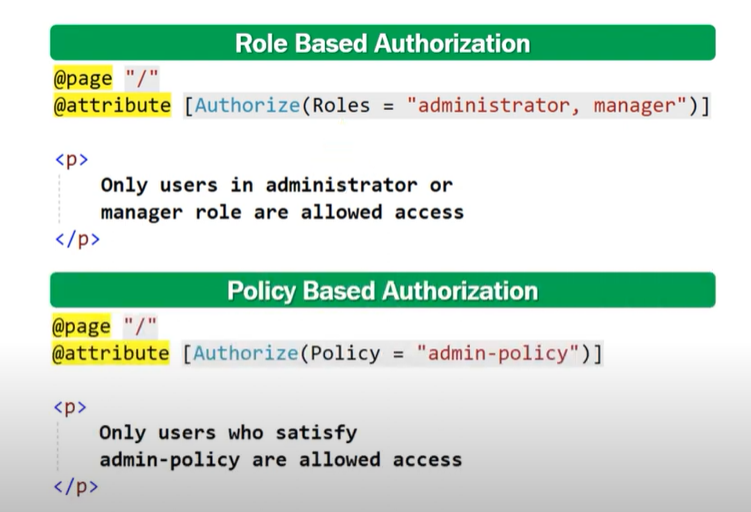 Role Based Authorization
@page "/"
@attribute [Authorize(Roles = "administrator, manager")]
<p>
Only users in administrator or
manager role are allowed access
</p>
Policy Based Authorization
@page "/"
@attribute [Authorize(Policy = "admin-policy")]
<p>
Only users who satisfy
admin-policy are allowed access
</p>